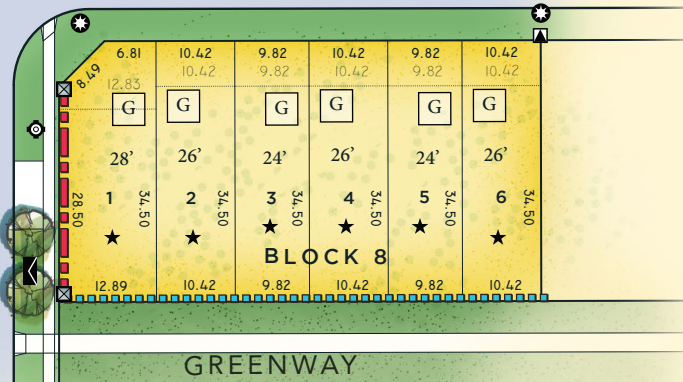 6.81 10.42 9.82 10.42 9.82 10.42
8.49 10.42 9.82 10.42 9.82 10.42
12.83
G G G G G G
28' 26' 24' 26' 24' 26'
28.50 1 34.50 2 34.50 3 34.50 4 34.50 5 34.50 6 34.50
BLOCK 8
12.89 10.42 9.82 10.42 9.82 10.42
GREENWAY